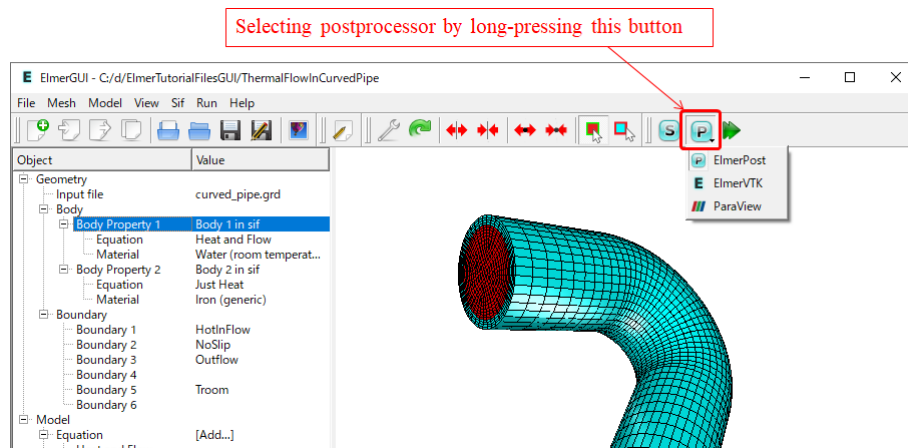 Selecting postprocessor by long-pressing this button
ElmerGUI - C:/d/ElmerTutorialFilesGUI/ThermalFlowInCurvedPipe
File Mesh Model View Sif Run Help
S P
Object Value
ElmerPost
ElmerVTK
ParaView
Geometry
Input file curved_pipe.grd
Body
Body Property 1 Body 1 in sif
Equation Heat and Flow
Material Water (room temperat...
Body Property 2 Body 2 in sif
Equation Just Heat
Material Iron (generic)
Boundary
Boundary 1 HotInFlow
Boundary 2 NoSlip
Boundary 3 Outflow
Boundary 4
Boundary 5 Troom
Boundary 6
Model
Equation [Add...]